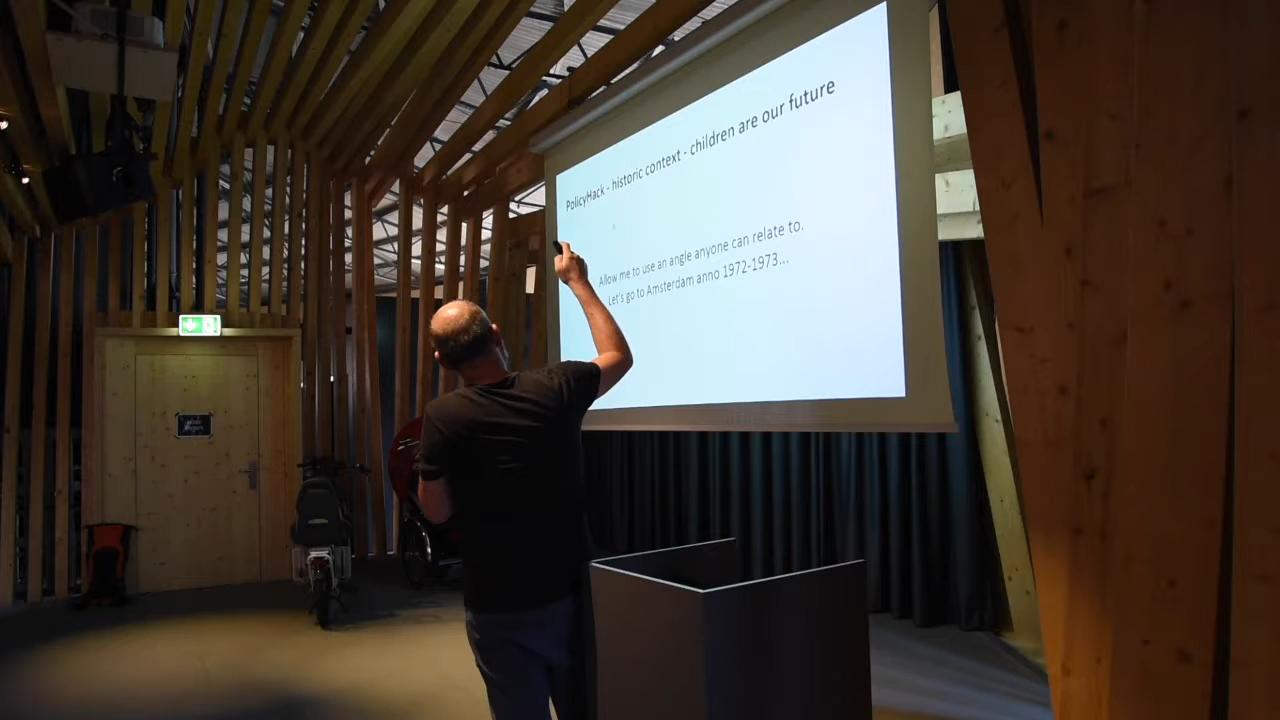 PolicyHack - historic context - children are our future
Allow me to use an angle anyone can relate to.
Let's go to Amsterdam anno 1972-1973...